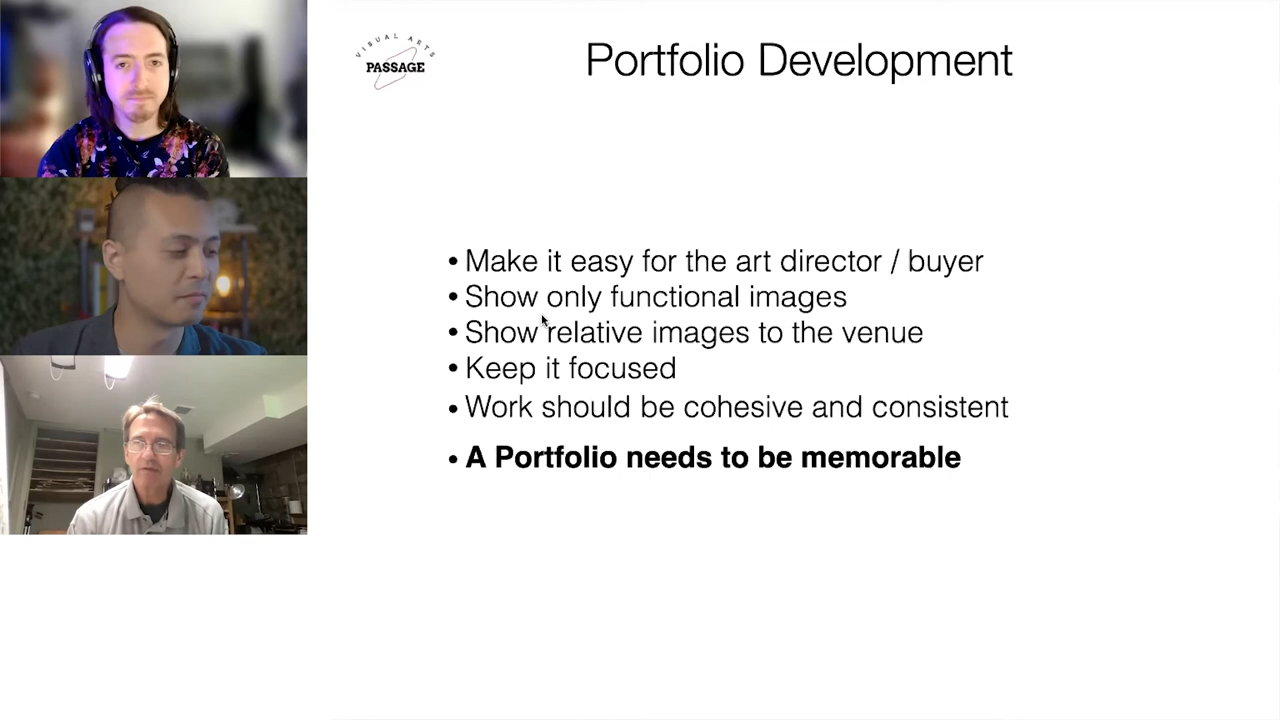 VISUAL ARTS
PASSAGE
Portfolio Development
• Make it easy for the art director / buyer
• Show only functional images
• Show relative images to the venue
• Keep it focused
• Work should be cohesive and consistent
• A Portfolio needs to be memorable